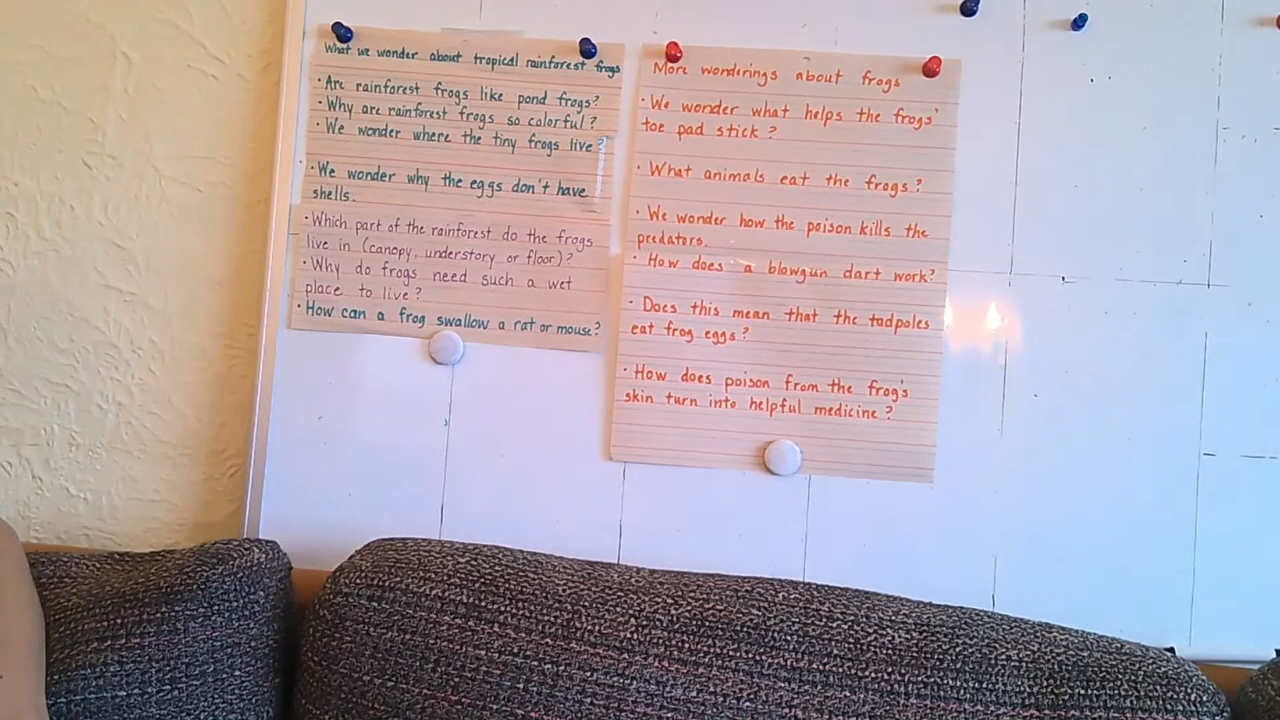 What we wonder about tropical rainforest frogs
· Are rainforest frogs like pond frogs?
· Why are rainforest frogs so colorful?
· We wonder where the tiny frogs live?
· We wonder why the eggs don't have
shells.
· Which part of the rainforest do the frogs
live in (canopy, understory or floor)?
· Why do frogs need such a wet
place to live?
· How can a frog swallow a rat or mouse?
More wonderings about frogs
· We wonder what helps the frogs'
toe pad stick?
· What animals eat the frogs?
· We wonder how the poison kills the
predators.
· How does a blowgun dart work?
· Does this mean that the tadpoles
eat frog eggs?
· How does poison from the frog's
skin turn into helpful medicine?